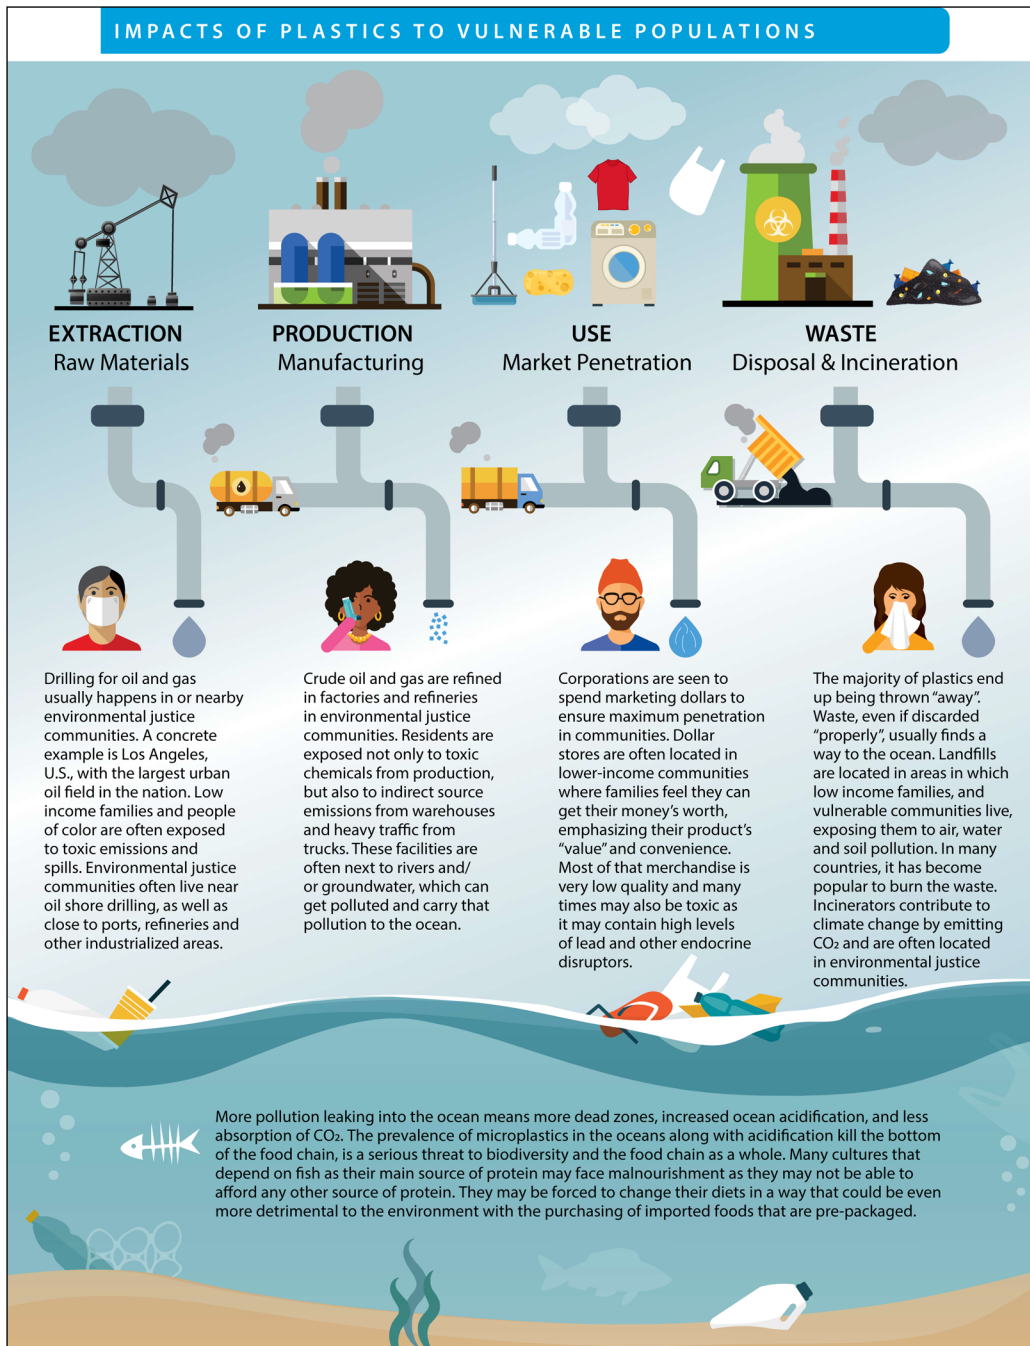 IMPACTS OF PLASTICS TO VULNERABLE POPULATIONS
EXTRACTION
Raw Materials
PRODUCTION
Manufacturing
USE
Market Penetration
WASTE
Disposal & Incineration
Drilling for oil and gas
usually happens in or nearby
environmental justice
communities. A concrete
example is Los Angeles,
U.S., with the largest urban
oil field in the nation. Low
income families and people
of color are often exposed
to toxic emissions and
spills. Environmental justice
communities often live near
oil shore drilling, as well as
close to ports, refineries and
other industrialized areas.
Crude oil and gas are refined
in factories and refineries
in environmental justice
communities. Residents are
exposed not only to toxic
chemicals from production,
but also to indirect source
emissions from warehouses
and heavy traffic from
trucks. These facilities are
often next to rivers and/
or groundwater, which can
get polluted and carry that
pollution to the ocean.
Corporations are seen to
spend marketing dollars to
ensure maximum penetration
in communities. Dollar
stores are often located in
lower-income communities
where families feel they can
get their money’s worth,
emphasizing their product’s
“value” and convenience.
Most of that merchandise is
very low quality and many
times may also be toxic as
it may contain high levels
of lead and other endocrine
disruptors.
The majority of plastics end
up being thrown “away”.
Waste, even if discarded
“properly”, usually finds a
way to the ocean. Landfills
are located in areas in which
low income families, and
vulnerable communities live,
exposing them to air, water
and soil pollution. In many
countries, it has become
popular to burn the waste.
Incinerators contribute to
climate change by emitting
CO₂ and are often located
in environmental justice
communities.
More pollution leaking into the ocean means more dead zones, increased ocean acidification, and less
absorption of CO₂. The prevalence of microplastics in the oceans along with acidification kill the bottom
of the food chain, is a serious threat to biodiversity and the food chain as a whole. Many cultures that
depend on fish as their main source of protein may face malnourishment as they may not be able to
afford any other source of protein. They may be forced to change their diets in a way that could be even
more detrimental to the environment with the purchasing of imported foods that are pre-packaged.